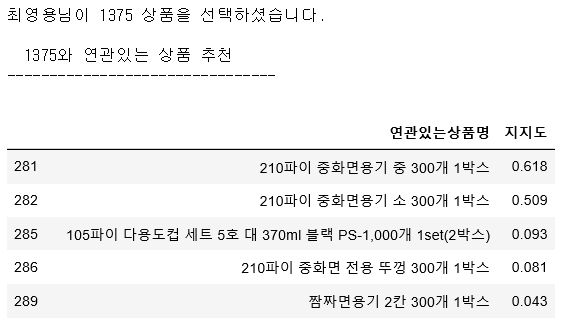 최영용님이 1375 상품을 선택하셨습니다.
1375와 연관있는 상품 추천
--------------------------------
연관있는상품명 지지도
281 210파이 중화면용기 중 300개 1박스 0.618
282 210파이 중화면용기 소 300개 1박스 0.509
285 105파이 다용도컵 세트 5호 대 370ml 블랙 PS-1,000개 1set(2박스) 0.093
286 210파이 중화면 전용 뚜껑 300개 1박스 0.081
289 짬짜면용기 2칸 300개 1박스 0.043